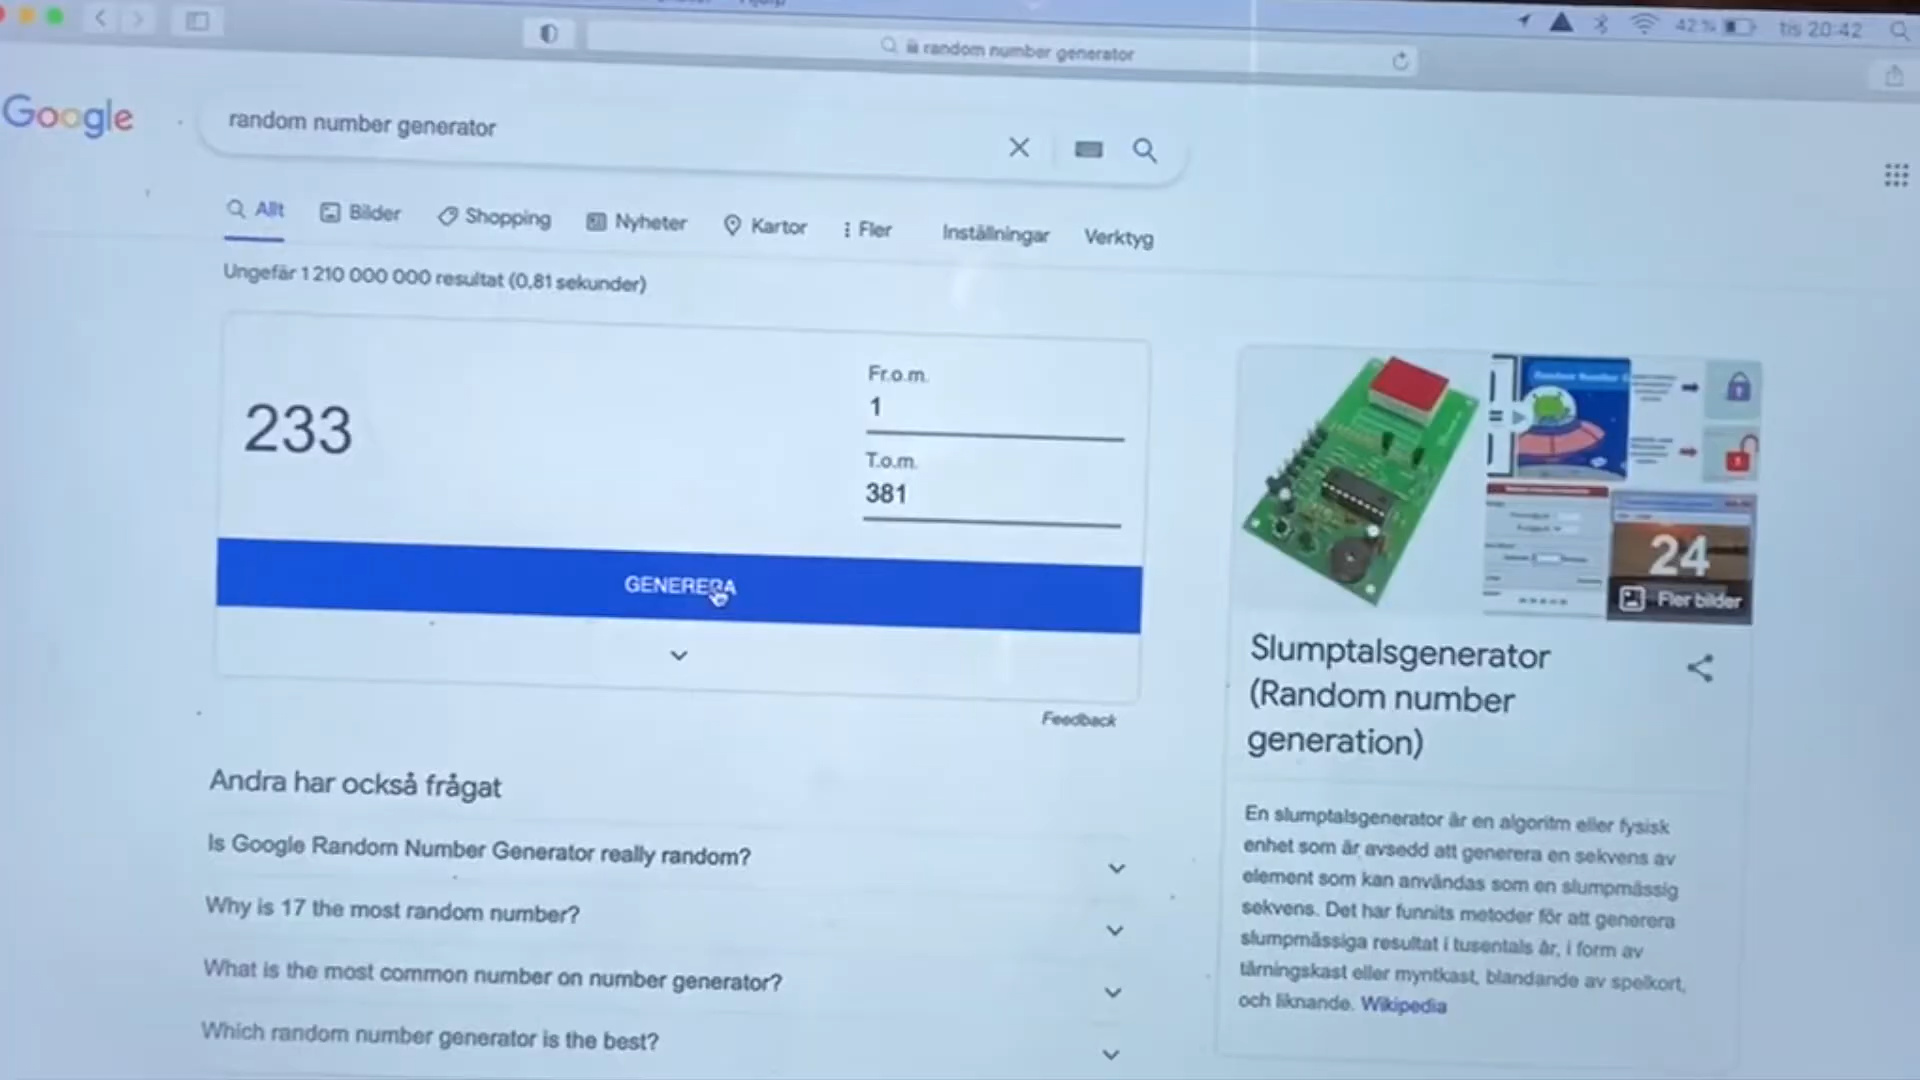 random number generator
42 %
tis 20:42
Google
random number generator
Allt
Bilder
Shopping
Nyheter
Kartor
Fler
Inställningar
Verktyg
Ungefär 1 210 000 000 resultat (0,81 sekunder)
233
Fr.o.m.
1
T.o.m.
381
GENERERA
Feedback
24
Fler bilder
Slumptalsgenerator
(Random number
generation)
En slumptalsgenerator är en algoritm eller fysisk
enhet som är avsedd att generera en sekvens av
element som kan användas som en slumpmässig
sekvens. Det har funnits metoder för att generera
slumpmässiga resultat i tusentals år, i form av
tärningskast eller myntkast, blandande av spelkort,
och liknande. Wikipedia
Andra har också frågat
Is Google Random Number Generator really random?
Why is 17 the most random number?
What is the most common number on number generator?
Which random number generator is the best?